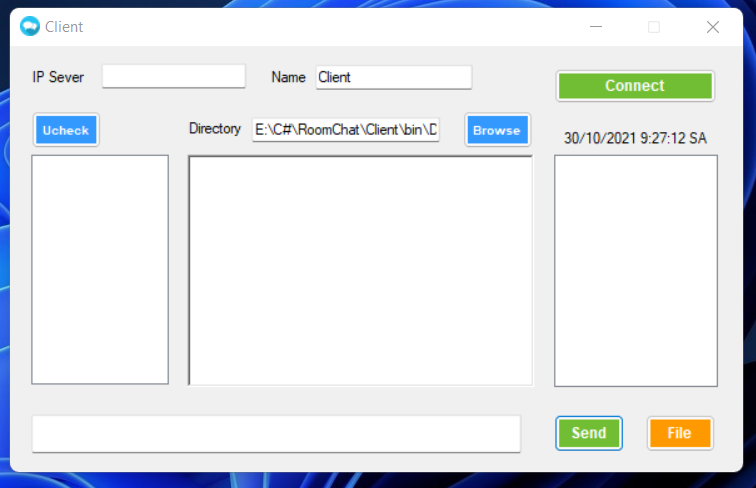 Client
IP Sever
Name Client
Connect
Ucheck
Directory E:\C#\RoomChat\Client\bin\D
Browse
30/10/2021 9:27:12 SA
Send
File